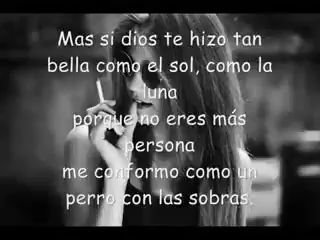 Mas si dios te hizo tan
bella como el sol, como la
luna
porque no eres más
persona
me conformo como un
perro con las sobras.